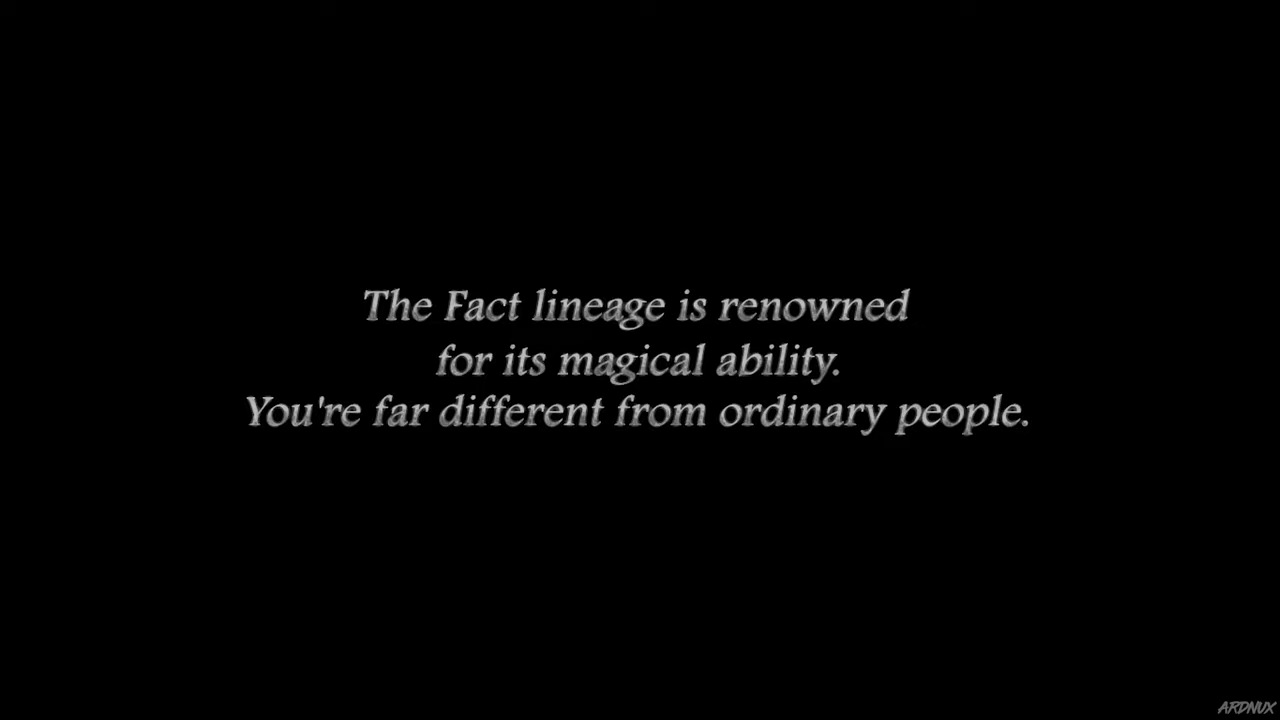 The Fact lineage is renowned
for its magical ability.
You're far different from ordinary people.
ARDNUX